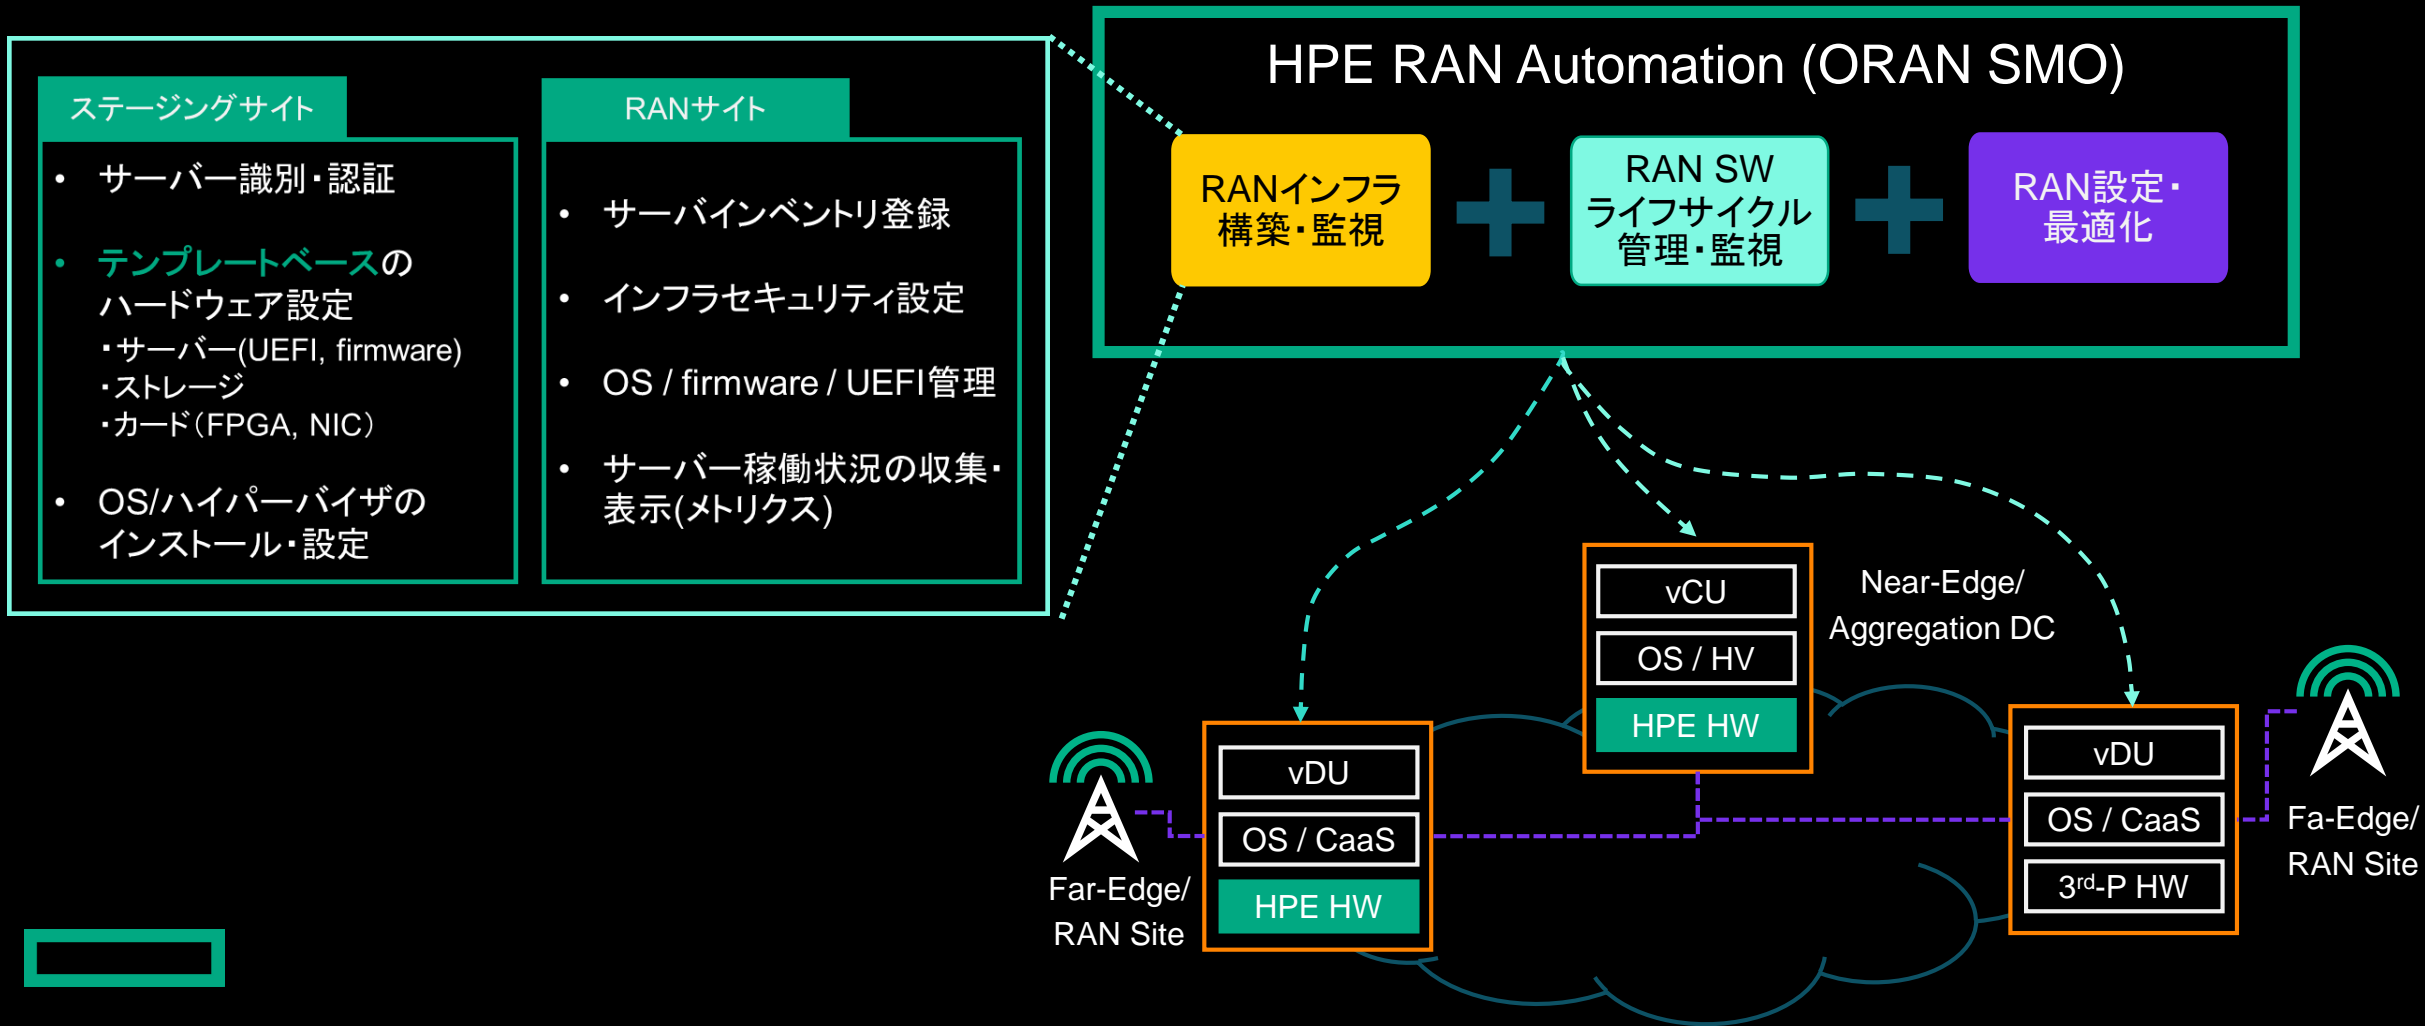 HPE RAN Automation (ORAN SMO)
RANインフラ
構築・監視
RAN SW
ライフサイクル
管理・監視
RAN設定・
最適化
ステージングサイト
• サーバー識別・認証
• テンプレートベースの
ハードウェア設定
・サーバー(UEFI, firmware)
・ストレージ
・カード（FPGA, NIC）
• OS/ハイパーバイザの
インストール・設定
RANサイト
• サーバインベントリ登録
• インフラセキュリティ設定
• OS / firmware / UEFI管理
• サーバー稼働状況の収集・
表示(メトリクス)
vCU
OS / HV
HPE HW
Near-Edge/
Aggregation DC
vDU
OS / CaaS
HPE HW
Far-Edge/
RAN Site
vDU
OS / CaaS
3rd-P HW
Fa-Edge/
RAN Site